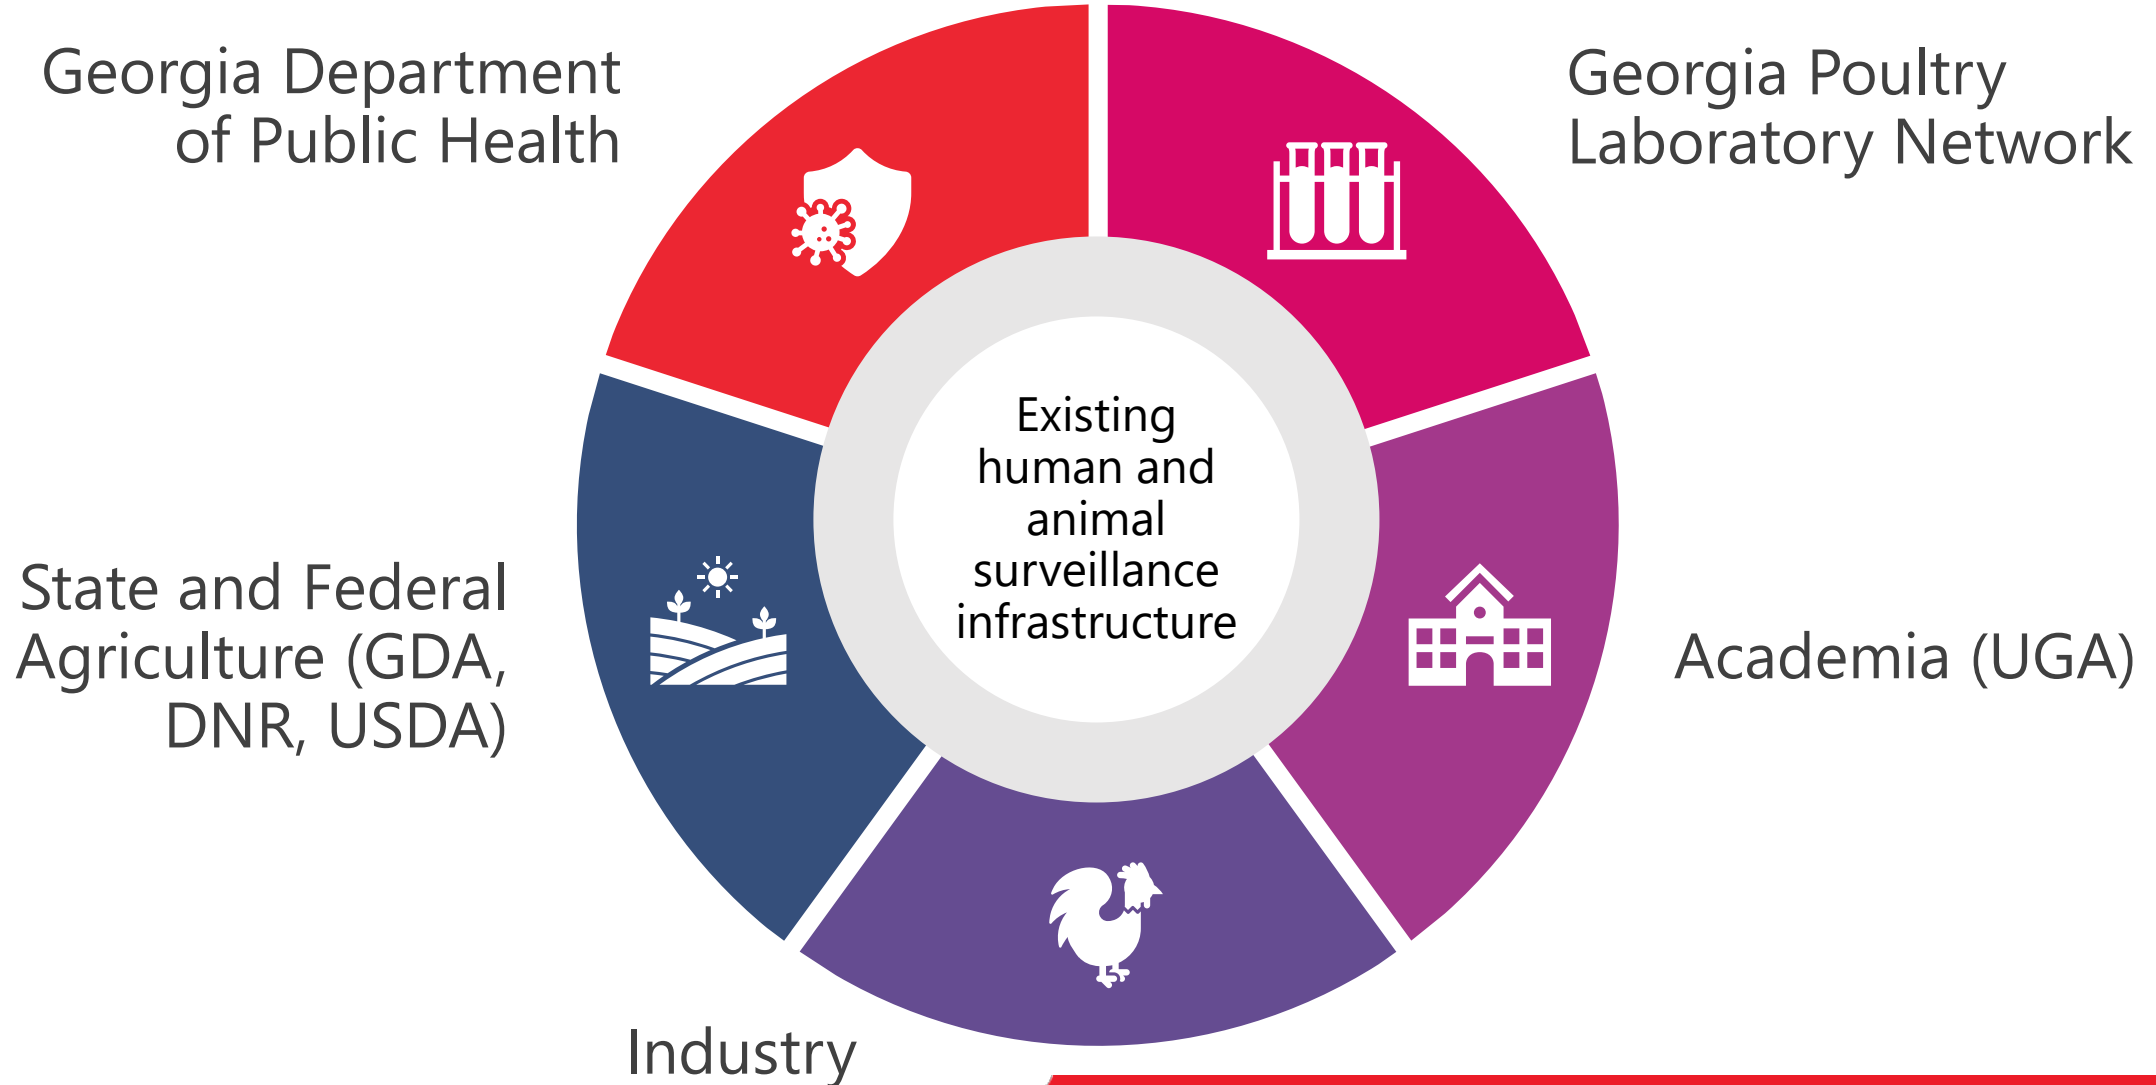 Georgia Department
of Public Health
Georgia Poultry
Laboratory Network
Existing
human and
animal
surveillance
infrastructure
State and Federal
Agriculture (GDA,
DNR, USDA)
Academia (UGA)
Industry